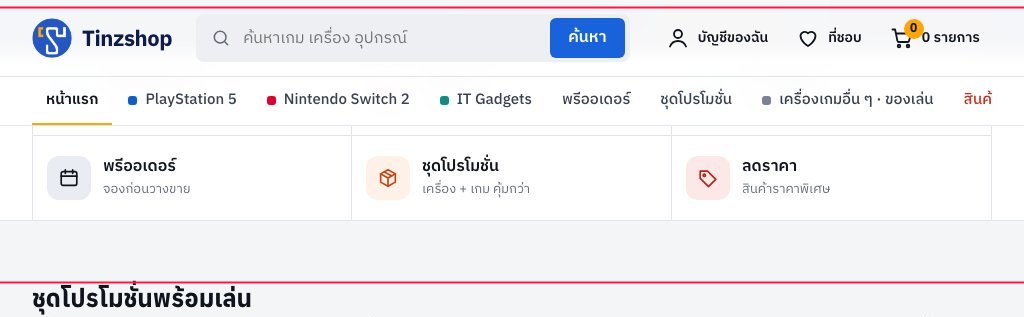 Tinzshop
ค้นหาเกม เครื่อง อุปกรณ์
ค้นหา
บัญชีของฉัน
ที่ชอบ
0
0 รายการ
หน้าแรก
PlayStation 5
Nintendo Switch 2
IT Gadgets
พรีออเดอร์
ชุดโปรโมชั่น
เครื่องเกมอื่น ๆ · ของเล่น
สินค้
พรีออเดอร์
จองก่อนวางขาย
ชุดโปรโมชั่น
เครื่อง + เกม คุ้มกว่า
ลดราคา
สินค้าราคาพิเศษ
ชุดโปรโมชั่นพร้อมเล่น